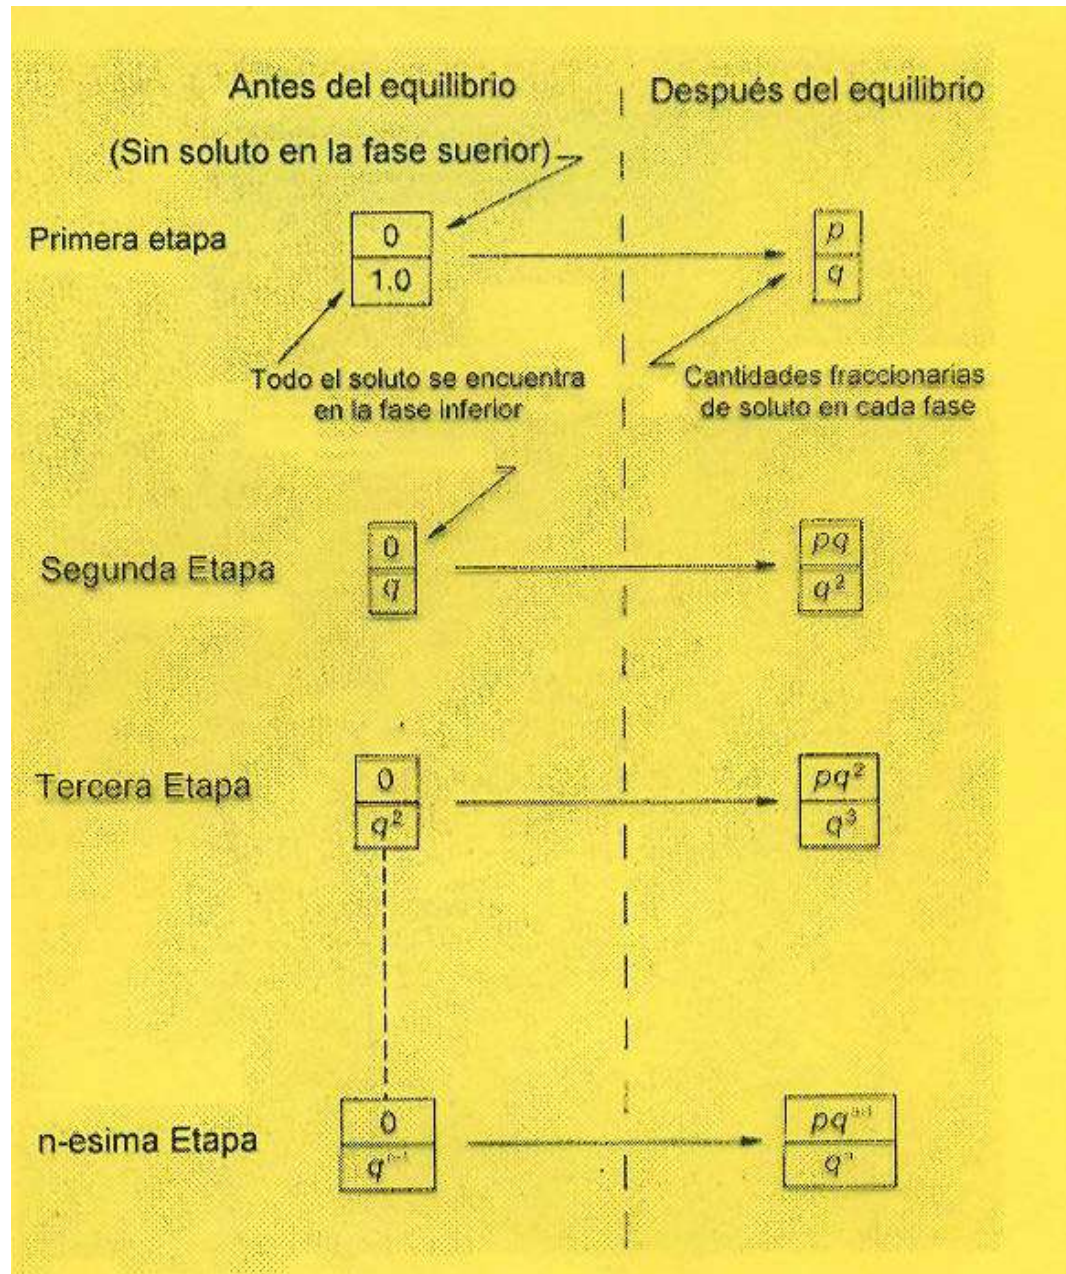 Antes del equilibrio
Después del equilibrio
(Sin soluto en la fase suerior)
Primera etapa
0
1.0
p
q
Todo el soluto se encuentra
en la fase inferior
Cantidades fraccionarias
de soluto en cada fase
Segunda Etapa
0
q
pq
q²
Tercera Etapa
0
q²
pq²
q³
n-esima Etapa
0
qⁿ⁻¹
pqⁿ⁻¹
qⁿ